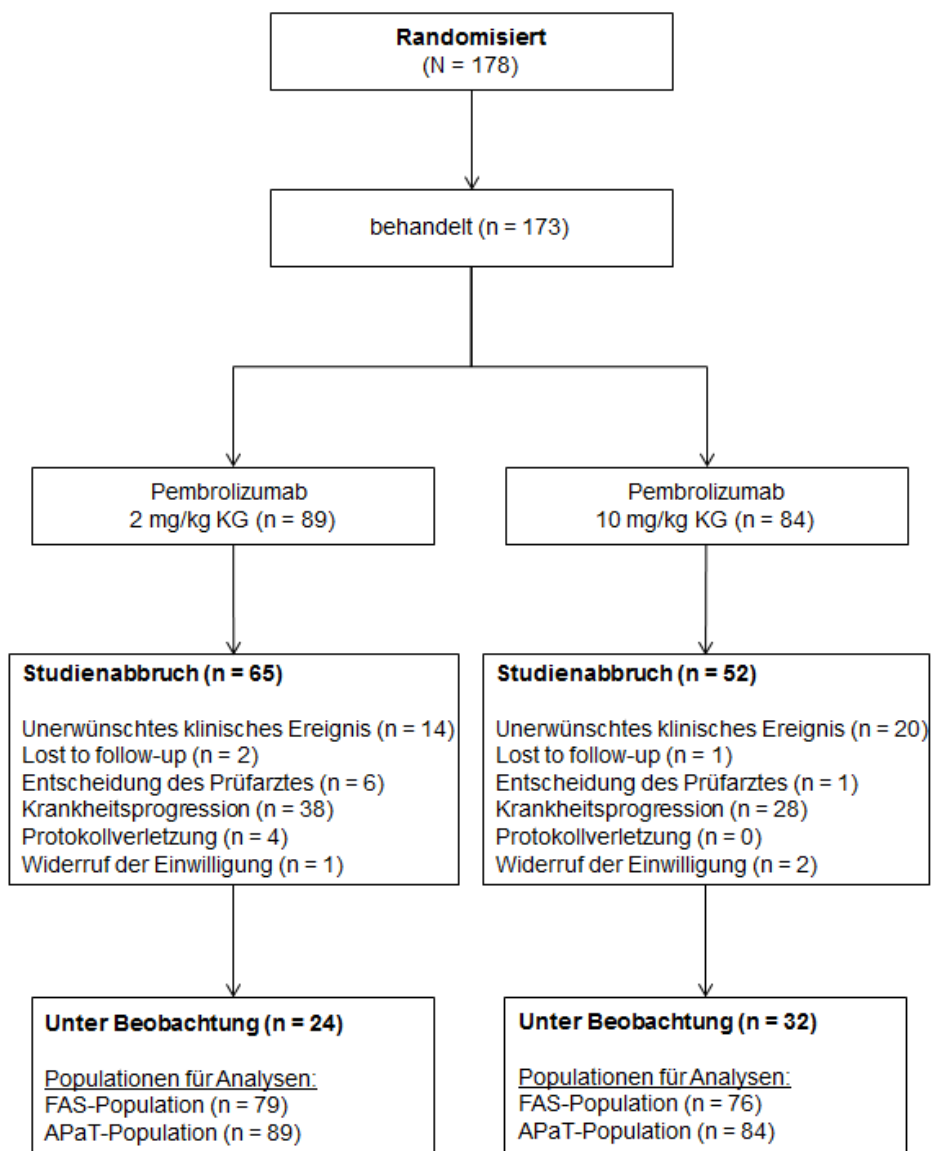 Randomisiert
(N = 178)
behandelt (n = 173)
Pembrolizumab
2 mg/kg KG (n = 89)
Pembrolizumab
10 mg/kg KG (n = 84)
Studienabbruch (n = 65)
Unerwünschtes klinisches Ereignis (n = 14)
Lost to follow-up (n = 2)
Entscheidung des Prüfarztes (n = 6)
Krankheitsprogression (n = 38)
Protokollverletzung (n = 4)
Widerruf der Einwilligung (n = 1)
Studienabbruch (n = 52)
Unerwünschtes klinisches Ereignis (n = 20)
Lost to follow-up (n = 1)
Entscheidung des Prüfarztes (n = 1)
Krankheitsprogression (n = 28)
Protokollverletzung (n = 0)
Widerruf der Einwilligung (n = 2)
Unter Beobachtung (n = 24)
Populationen für Analysen:
FAS-Population (n = 79)
APaT-Population (n = 89)
Unter Beobachtung (n = 32)
Populationen für Analysen:
FAS-Population (n = 76)
APaT-Population (n = 84)